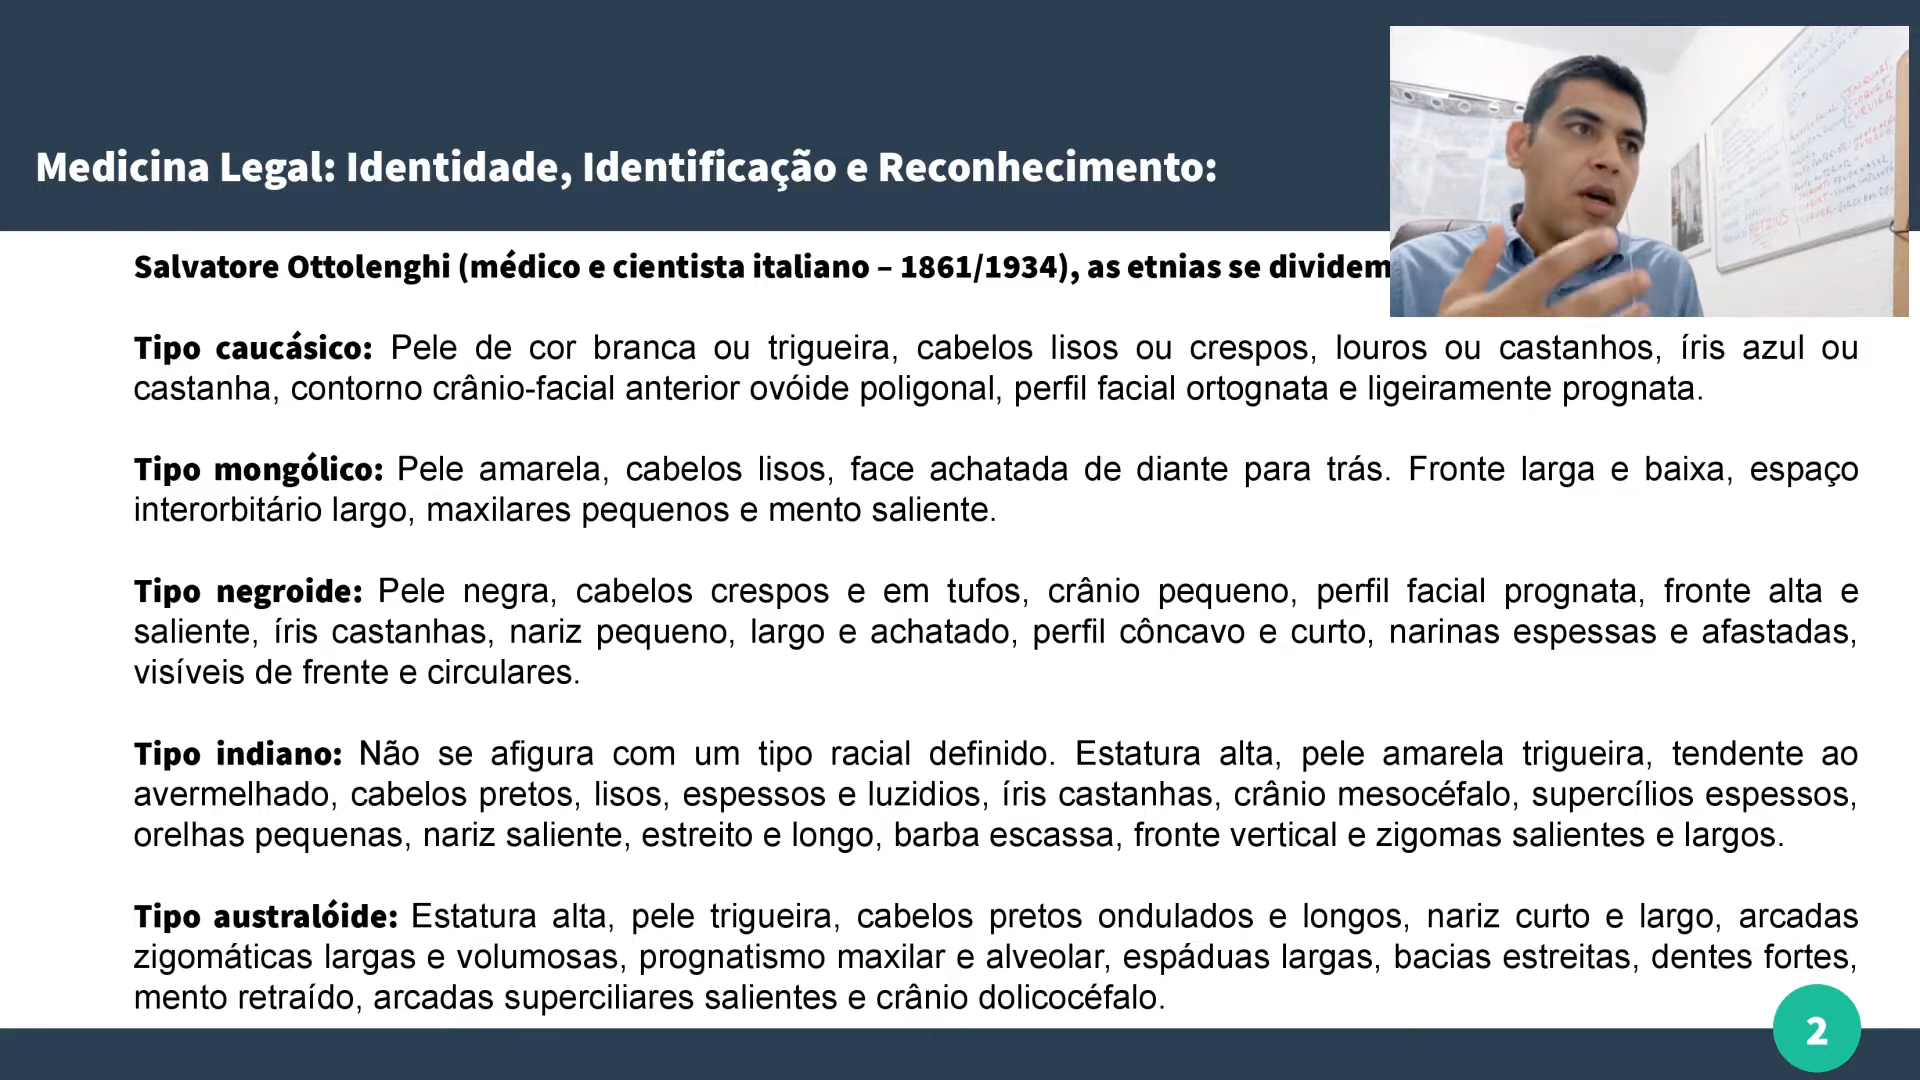 Medicina Legal: Identidade, Identificação e Reconhecimento:
Salvatore Ottolenghi (médico e cientista italiano – 1861/1934), as etnias se dividem
Tipo caucásico: Pele de cor branca ou trigueira, cabelos lisos ou crespos, louros ou castanhos, íris azul ou
castanha, contorno crânio-facial anterior ovóide poligonal, perfil facial ortognata e ligeiramente prognata.
Tipo mongólico: Pele amarela, cabelos lisos, face achatada de diante para trás. Fronte larga e baixa, espaço
interorbitário largo, maxilares pequenos e mento saliente.
Tipo negroide: Pele negra, cabelos crespos e em tufos, crânio pequeno, perfil facial prognata, fronte alta e
saliente, íris castanhas, nariz pequeno, largo e achatado, perfil côncavo e curto, narinas espessas e afastadas,
visíveis de frente e circulares.
Tipo indiano: Não se afigura com um tipo racial definido. Estatura alta, pele amarela trigueira, tendente ao
avermelhado, cabelos pretos, lisos, espessos e luzidios, íris castanhas, crânio mesocéfalo, supercílios espessos,
orelhas pequenas, nariz saliente, estreito e longo, barba escassa, fronte vertical e zigomas salientes e largos.
Tipo australóide: Estatura alta, pele trigueira, cabelos pretos ondulados e longos, nariz curto e largo, arcadas
zigomáticas largas e volumosas, prognatismo maxilar e alveolar, espáduas largas, bacias estreitas, dentes fortes,
mento retraído, arcadas superciliares salientes e crânio dolicocéfalo.
2